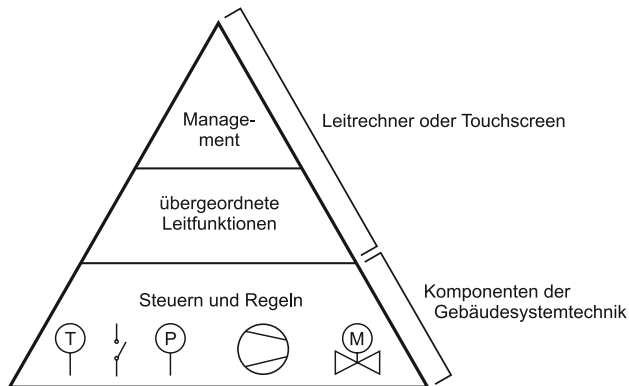 Manage-
ment
Leitrechner oder Touchscreen
übergeordnete
Leitfunktionen
Steuern und Regeln
Komponenten der
Gebäudesystemtechnik
T
P
M